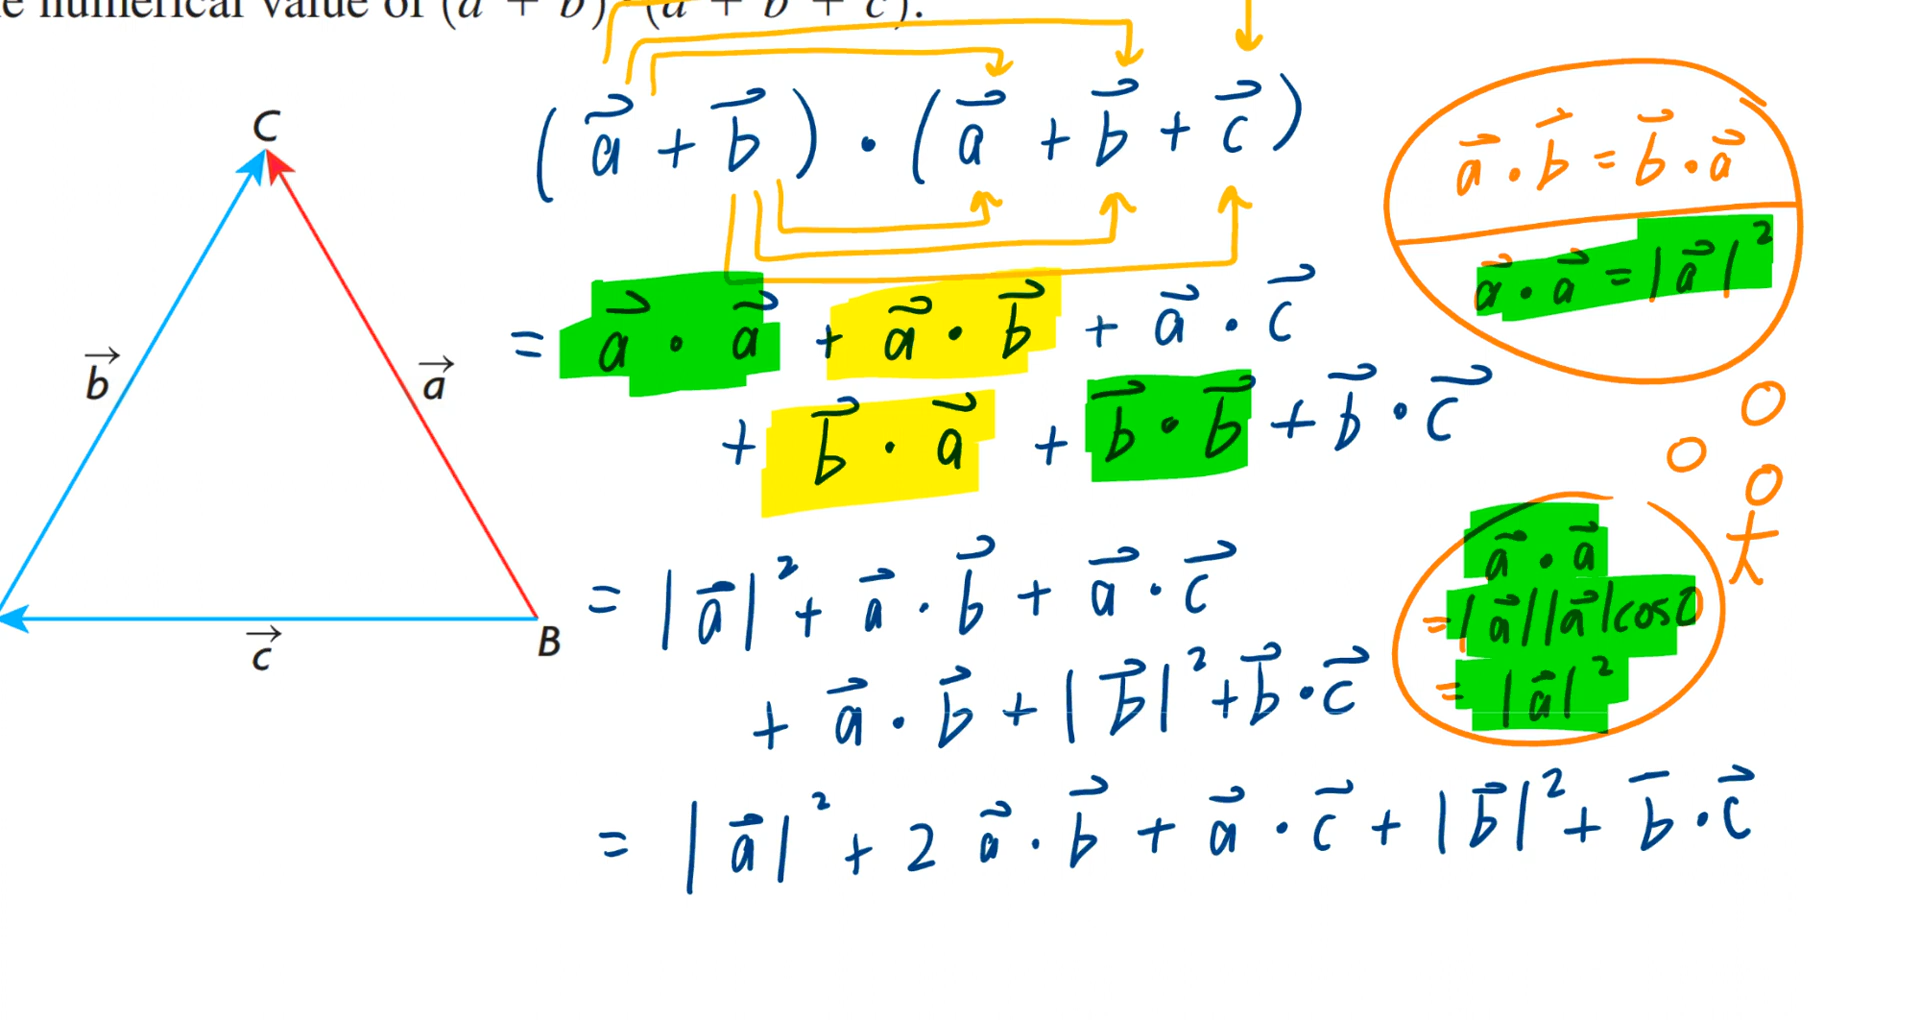 e numerical value of (a⃗ + b⃗) · (a⃗ + b⃗ + c⃗).
C
b⃗
a⃗
c⃗
B
(a⃗ + b⃗) · (a⃗ + b⃗ + c⃗)
= a⃗ · a⃗ + a⃗ · b⃗ + a⃗ · c⃗
+ b⃗ · a⃗ + b⃗ · b⃗ + b⃗ · c⃗
= |a⃗|² + a⃗ · b⃗ + a⃗ · c⃗
+ a⃗ · b⃗ + |b⃗|² + b⃗ · c⃗
= |a⃗|² + 2 a⃗ · b⃗ + a⃗ · c⃗ + |b⃗|² + b⃗ · c⃗
a⃗ · b⃗ = b⃗ · a⃗
a⃗ · a⃗ = |a⃗|²
a⃗ · a⃗
= |a⃗||a⃗|cos0
= |a⃗|²